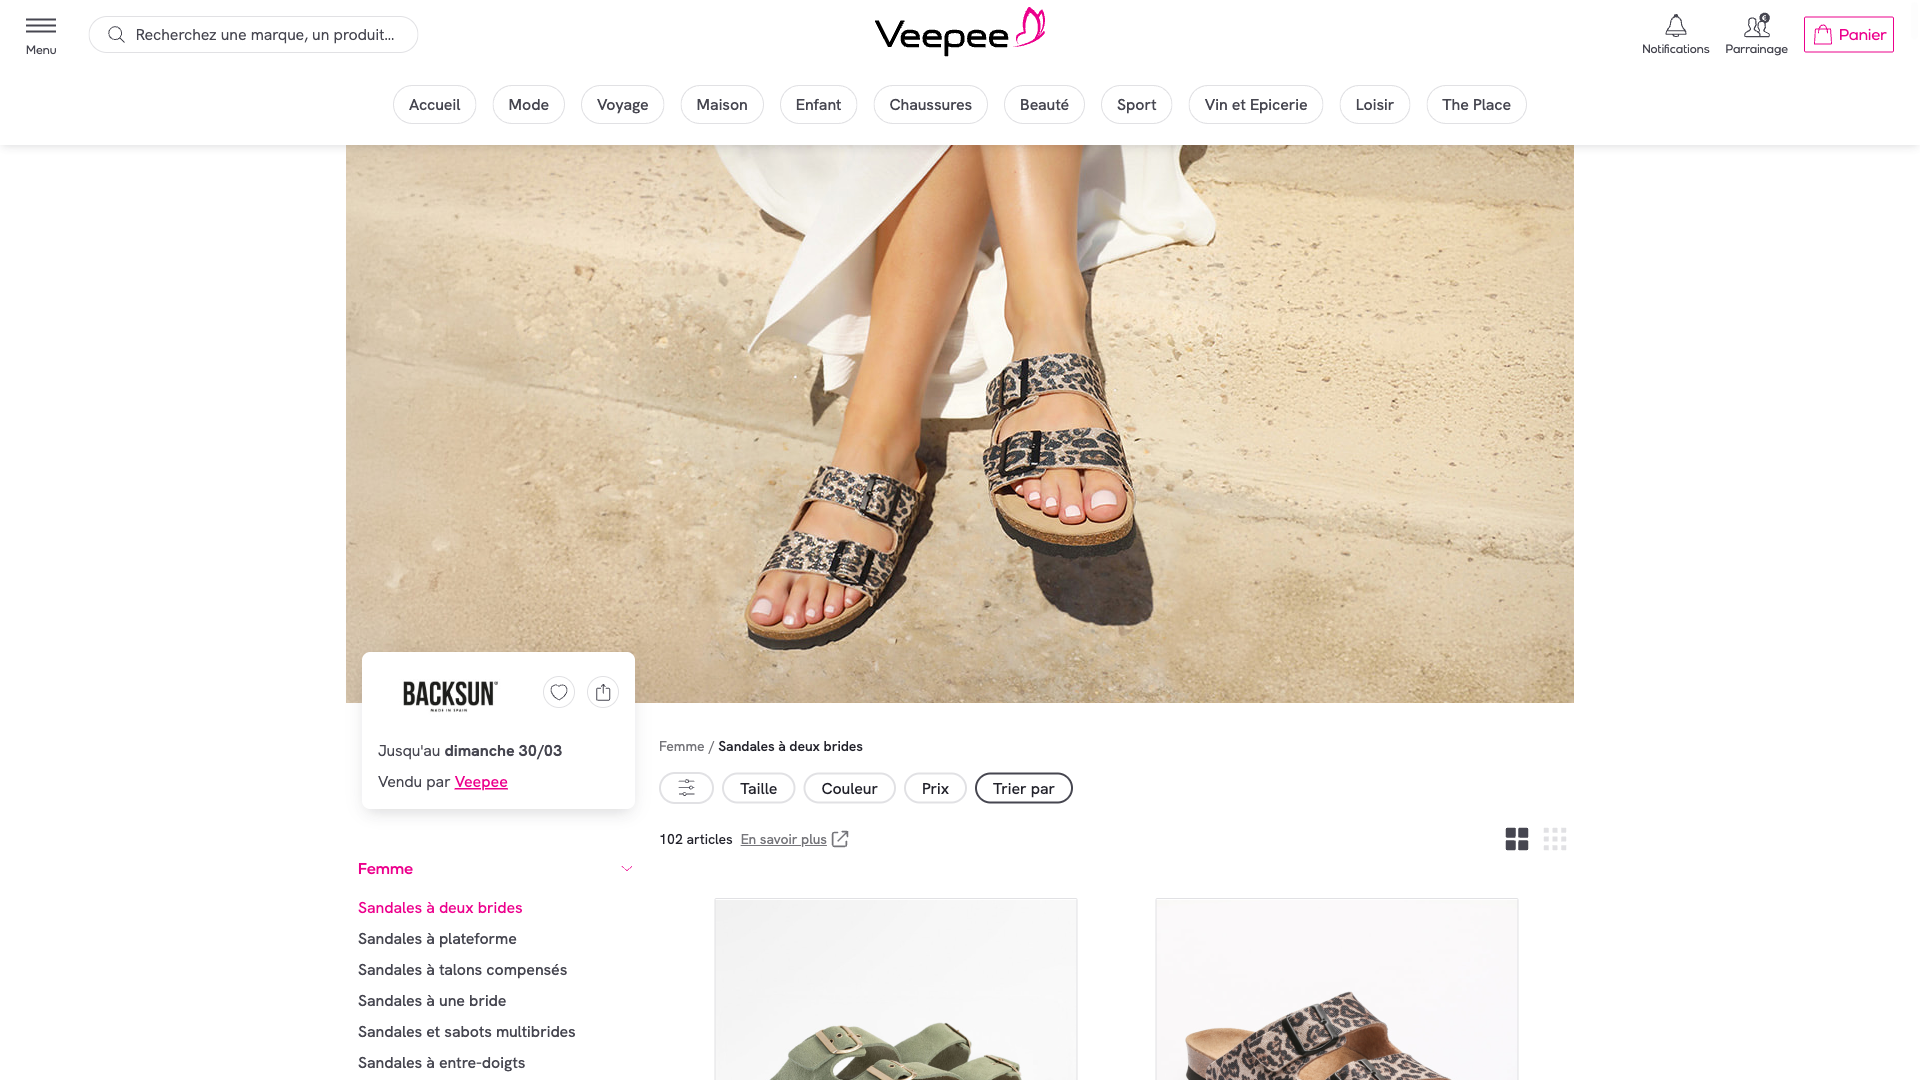 Menu
Recherchez une marque, un produit...
Veepee
Notifications
€
Parrainage
Panier
Accueil
Mode
Voyage
Maison
Enfant
Chaussures
Beauté
Sport
Vin et Epicerie
Loisir
The Place
BACKSUN®
MADE IN SPAIN
Jusqu'au dimanche 30/03
Vendu par Veepee
Femme / Sandales à deux brides
Taille
Couleur
Prix
Trier par
102 articles En savoir plus
Femme
Sandales à deux brides
Sandales à plateforme
Sandales à talons compensés
Sandales à une bride
Sandales et sabots multibrides
Sandales à entre-doigts